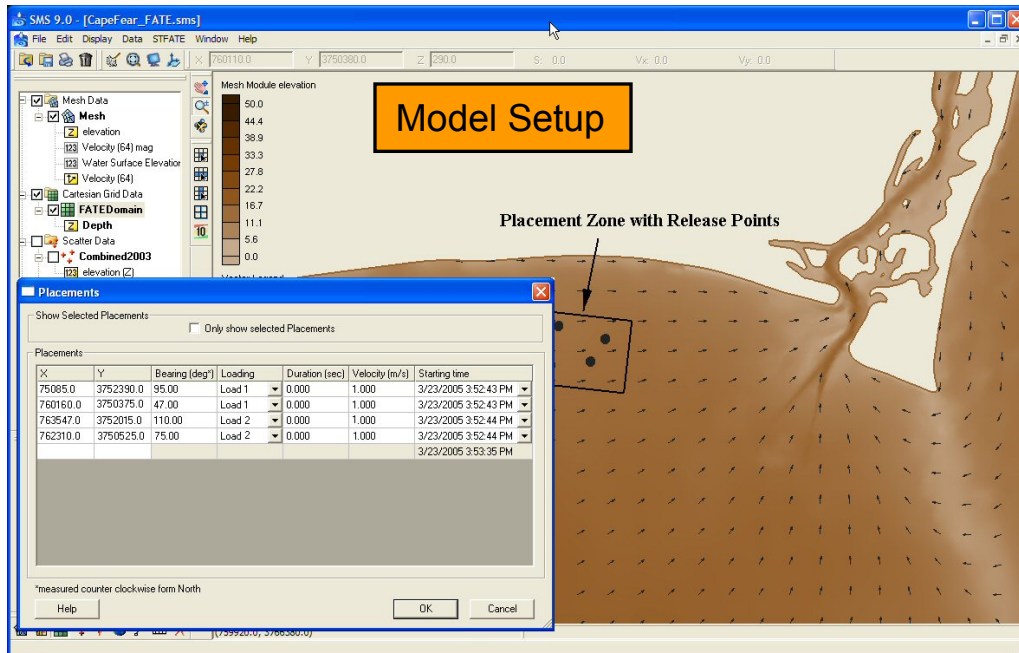 SMS 9.0 - [CapeFear_FATE.sms]
File Edit Display Data STFATE Window Help
X 760110.0 Y 3750380.0 Z 290.0 S: 0.0 Vx: 0.0 Vy: 0.0
Mesh Data
Mesh
elevation
Velocity (64) mag
Water Surface Elevation
Velocity (64)
Cartesian Grid Data
FATEDomain
Depth
Scatter Data
Combined2003
elevation (Z)
Mesh Module elevation
50.0
44.4
38.9
33.3
27.8
22.2
16.7
11.1
5.6
0.0
Model Setup
Placement Zone with Release Points
Placements
Show Selected Placements
Only show selected Placements
Placements
X Y Bearing (deg*) Loading Duration (sec) Velocity (m/s) Starting time
75085.0 3752390.0 95.00 Load 1 0.000 1.000 3/23/2005 3:52:43 PM
760160.0 3750375.0 47.00 Load 1 0.000 1.000 3/23/2005 3:52:43 PM
763547.0 3752015.0 110.00 Load 2 0.000 1.000 3/23/2005 3:52:44 PM
762310.0 3750525.0 75.00 Load 2 0.000 1.000 3/23/2005 3:52:44 PM
3/23/2005 3:53:35 PM
*measured counter clockwise form North
Help OK Cancel
(759920.0, 3766380.0)